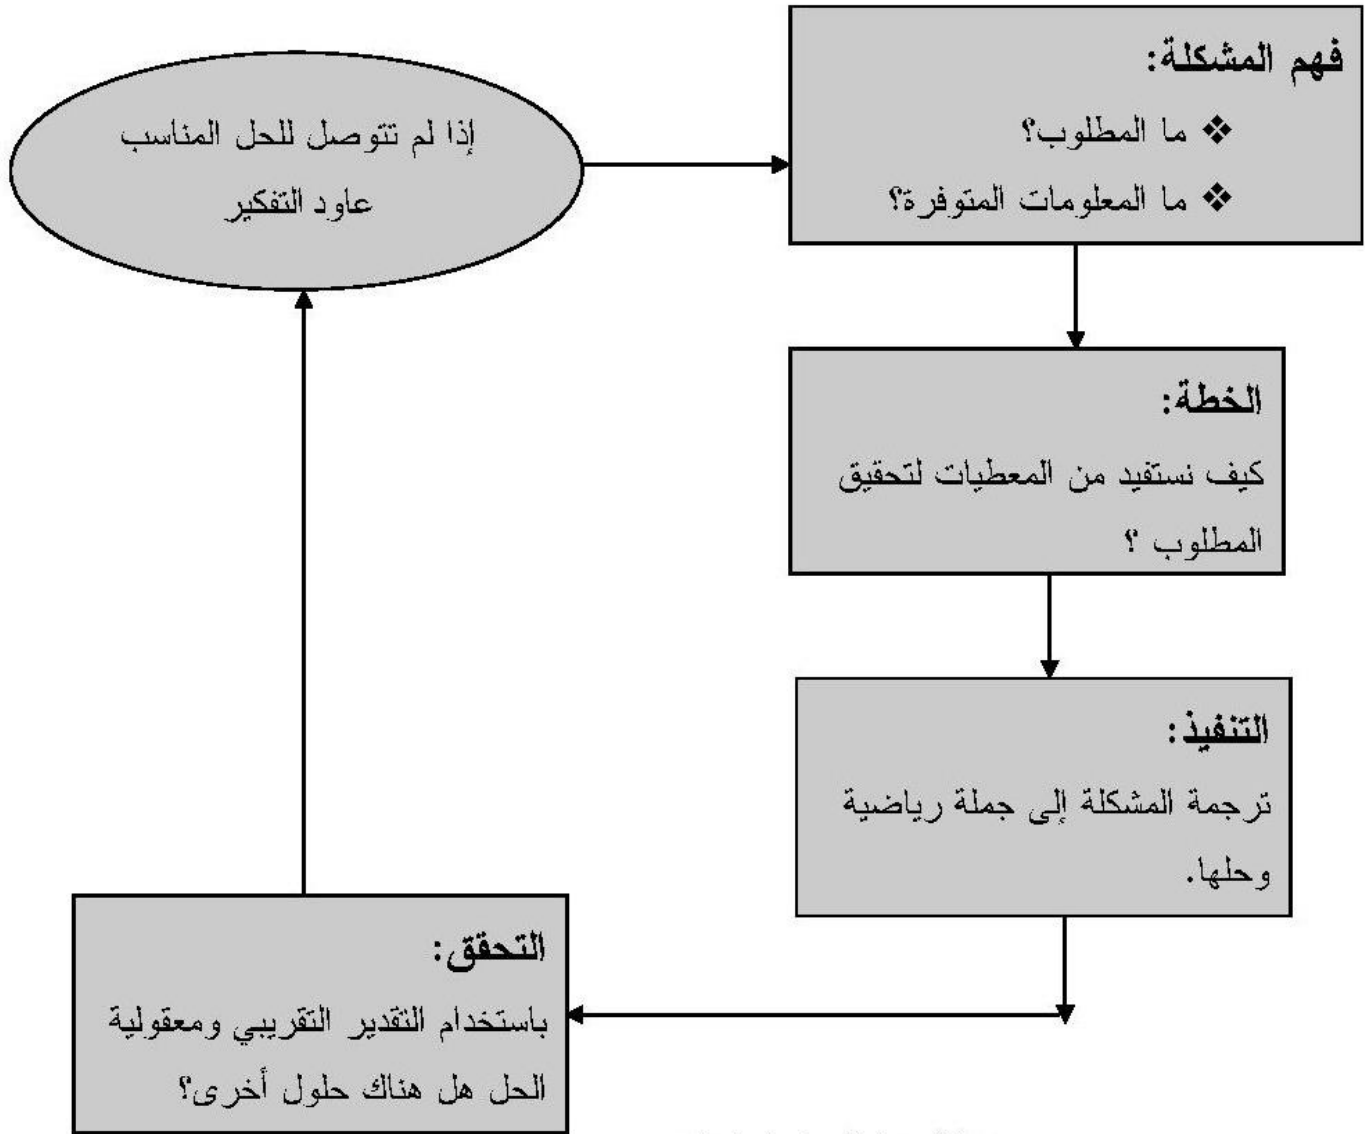 فهم المشكلة:
❖ ما المطلوب؟
❖ ما المعلومات المتوفرة؟
الخطة:
كيف نستفيد من المعطيات لتحقيق
المطلوب ؟
التنفيذ:
ترجمة المشكلة إلى جملة رياضية
وحلها.
التحقق:
باستخدام التقدير التقريبي ومعقولية
الحل هل هناك حلول أخرى؟
إذا لم تتوصل للحل المناسب
عاود التفكير